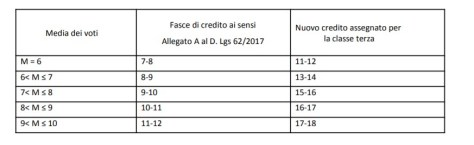 Media dei voti
Fasce di credito ai sensi
Allegato A al D. Lgs 62/2017
Nuovo credito assegnato per
la classe terza
M = 6 7-8 11-12
6< M ≤ 7 8-9 13-14
7< M ≤ 8 9-10 15-16
8< M ≤ 9 10-11 16-17
9< M ≤ 10 11-12 17-18